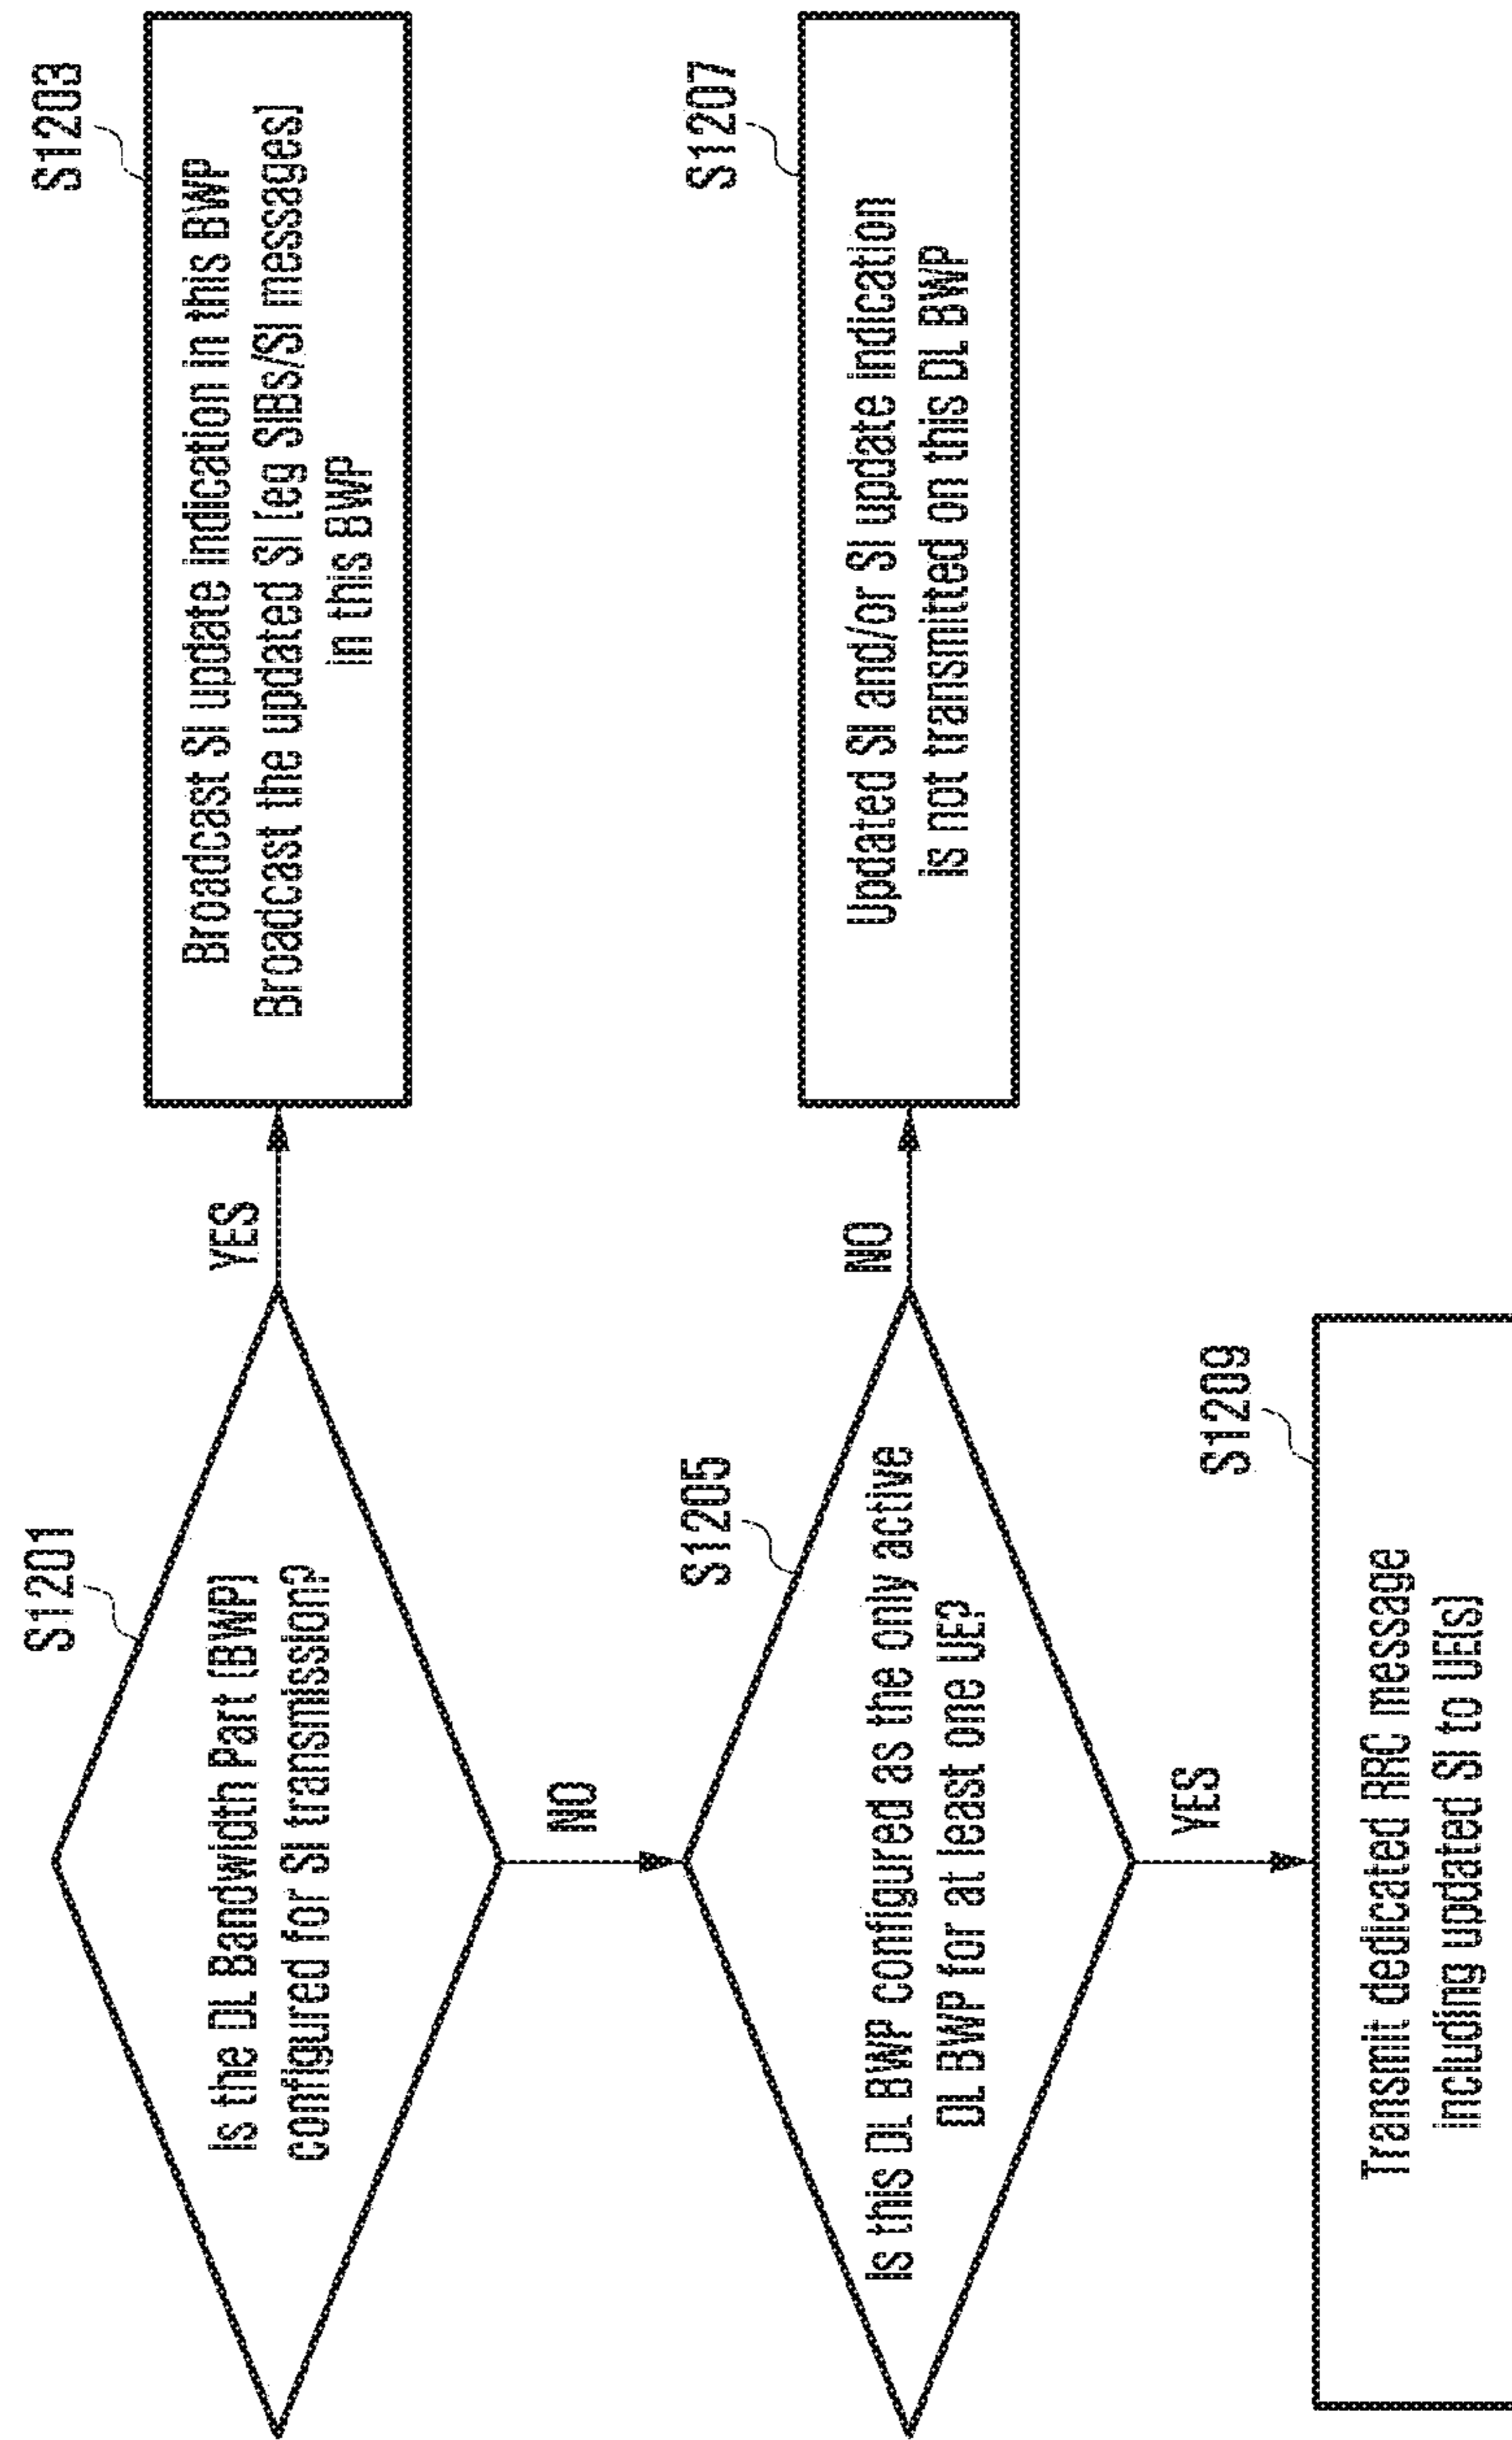 S1201
Is the DL Bandwidth Part (BWP)
configured for SI transmission?
YES
S1203
Broadcast SI update indication in this BWP
Broadcast the updated SI (eg SIBs/SI messages)
in this BWP
NO
S1205
Is this DL BWP configured as the only active
DL BWP for at least one UE?
NO
S1207
Updated SI and/or SI update indication
is not transmitted on this DL BWP
YES
S1209
Transmit dedicated RRC message
including updated SI to UE(s)